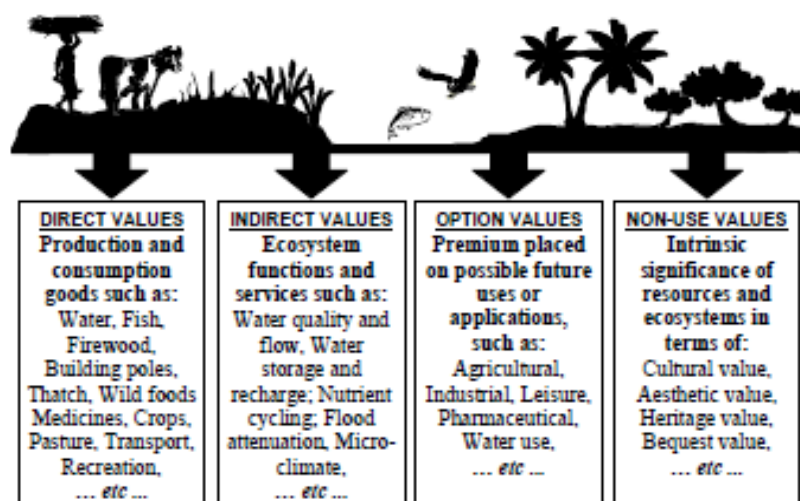 DIRECT VALUES
Production and
consumption
goods such as:
Water, Fish,
Firewood,
Building poles,
Thatch, Wild foods
Medicines, Crops,
Pasture, Transport,
Recreation,
... etc ...
INDIRECT VALUES
Ecosystem
functions and
services such as:
Water quality and
flow, Water
storage and
recharge; Nutrient
cycling; Flood
attenuation, Micro-
climate,
... etc ...
OPTION VALUES
Premium placed
on possible future
uses or
applications,
such as:
Agricultural,
Industrial, Leisure,
Pharmaceutical,
Water use,
... etc ...
NON-USE VALUES
Intrinsic
significance of
resources and
ecosystems in
terms of:
Cultural value,
Aesthetic value,
Heritage value,
Bequest value,
... etc ...